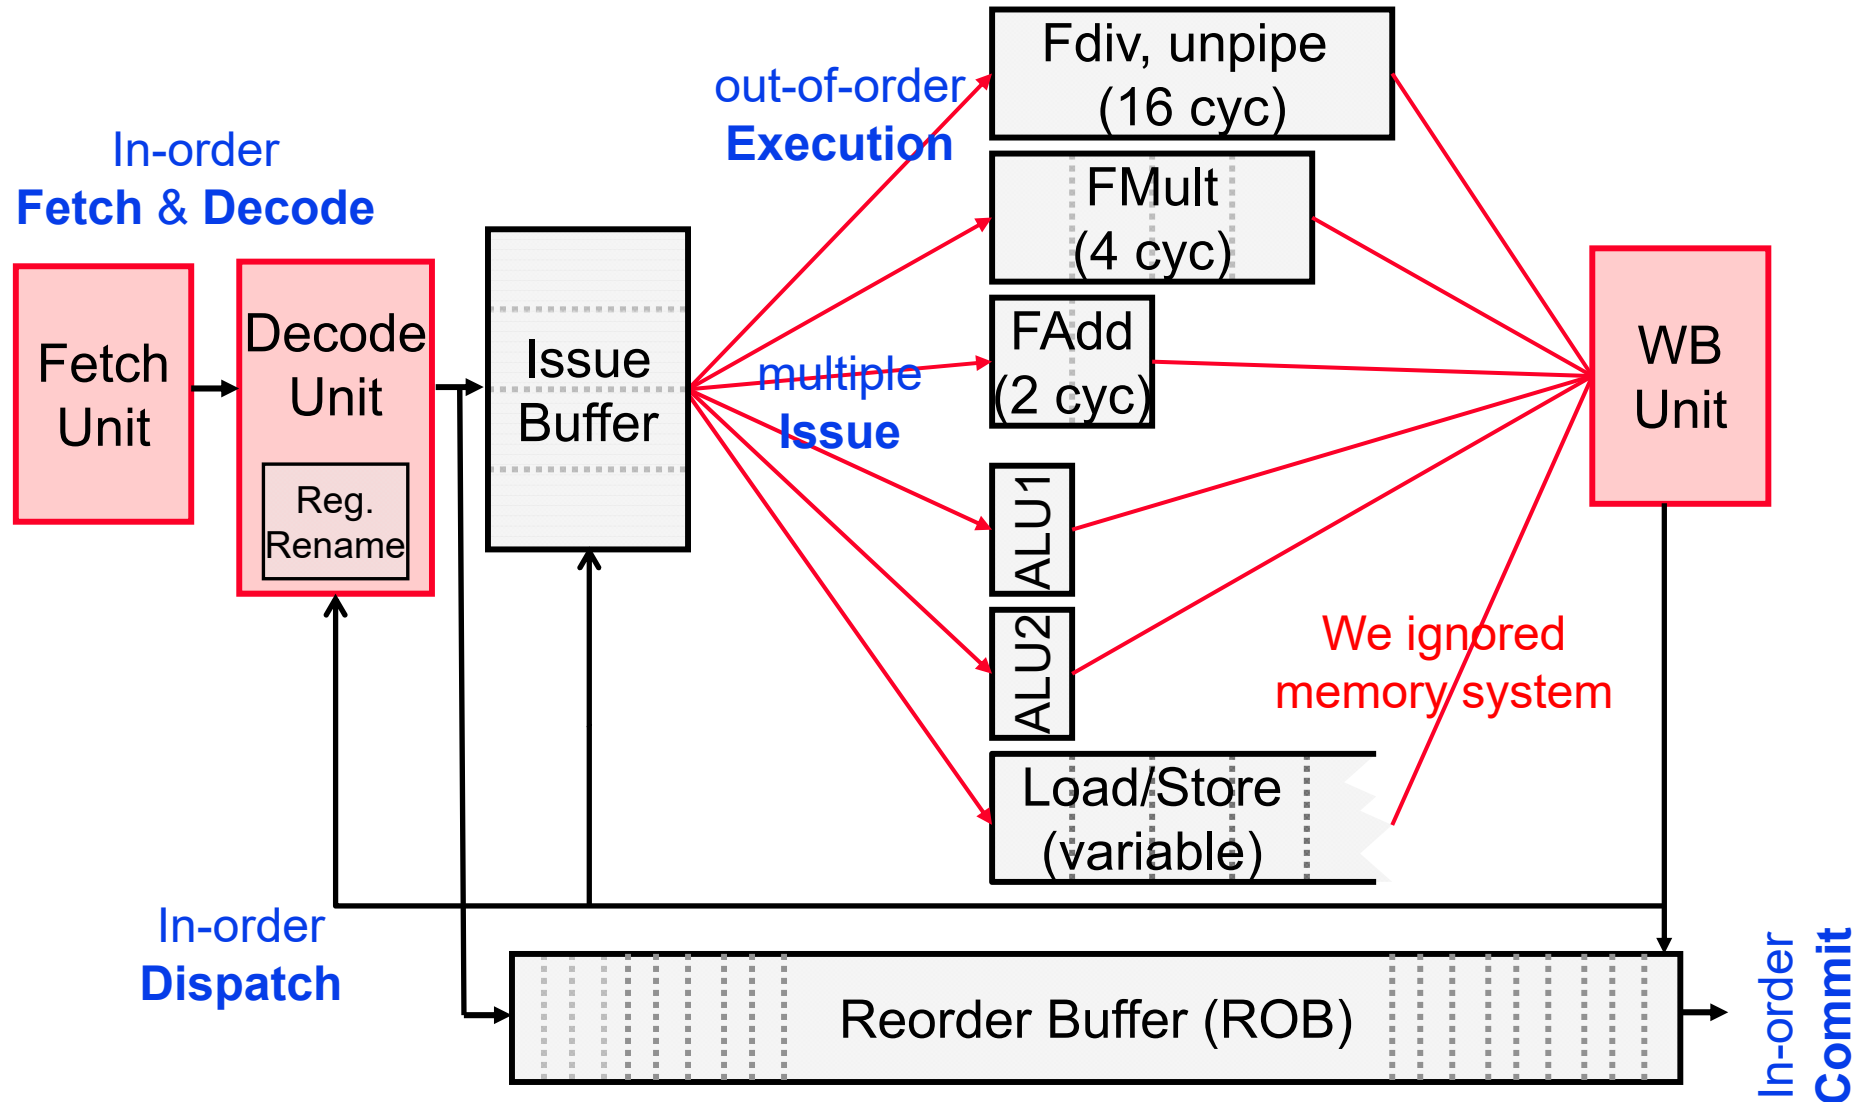 In-order
Fetch & Decode
Fetch
Unit
Decode
Unit
Reg.
Rename
Issue
Buffer
out-of-order
Execution
multiple
Issue
Fdiv, unpipe
(16 cyc)
FMult
(4 cyc)
FAdd
(2 cyc)
ALU1
ALU2
Load/Store
(variable)
We ignored
memory system
WB
Unit
In-order
Dispatch
Reorder Buffer (ROB)
In-order
Commit